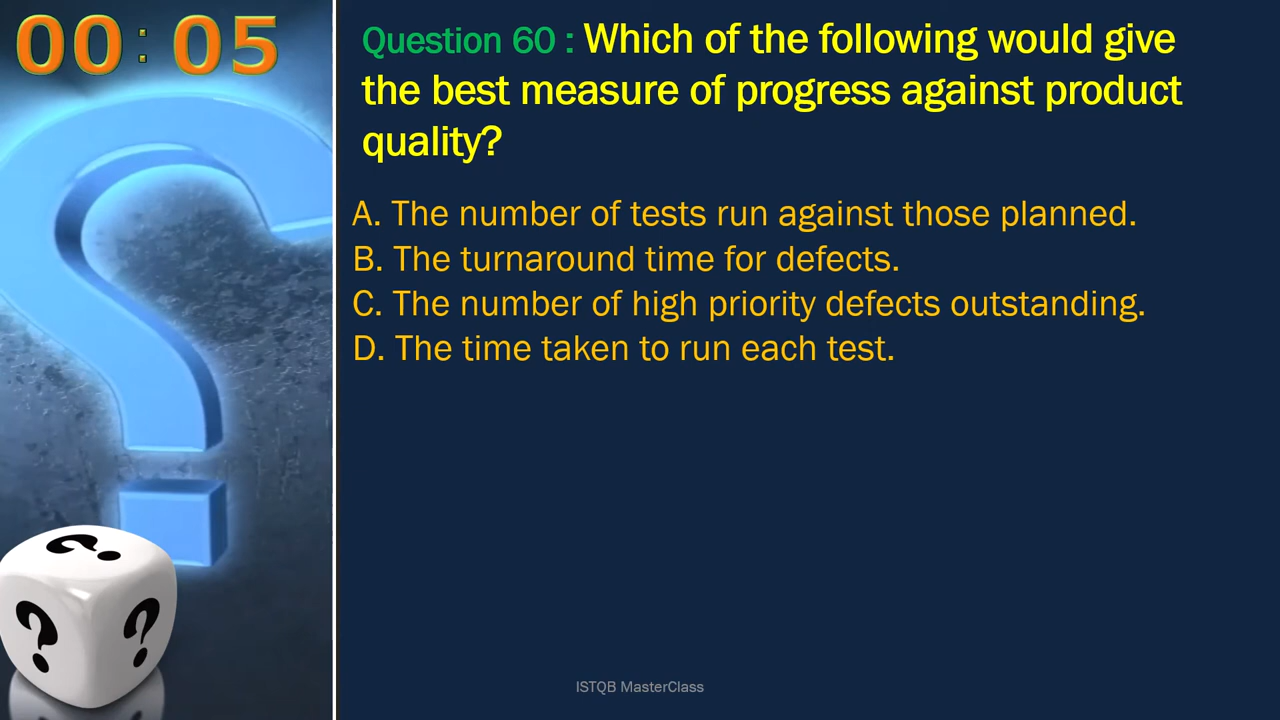 00:05
Question 60 : Which of the following would give
the best measure of progress against product
quality?
A. The number of tests run against those planned.
B. The turnaround time for defects.
C. The number of high priority defects outstanding.
D. The time taken to run each test.
ISTQB MasterClass